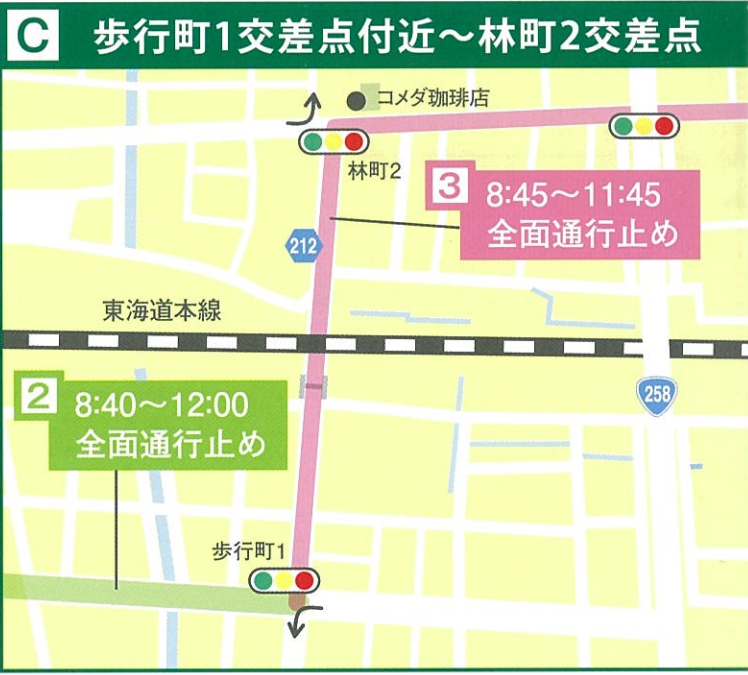 C 歩行町1交差点付近～林町2交差点
コメダ珈琲店
林町2
3 8:45～11:45
全面通行止め
212
東海道本線
2 8:40～12:00
全面通行止め
258
歩行町1